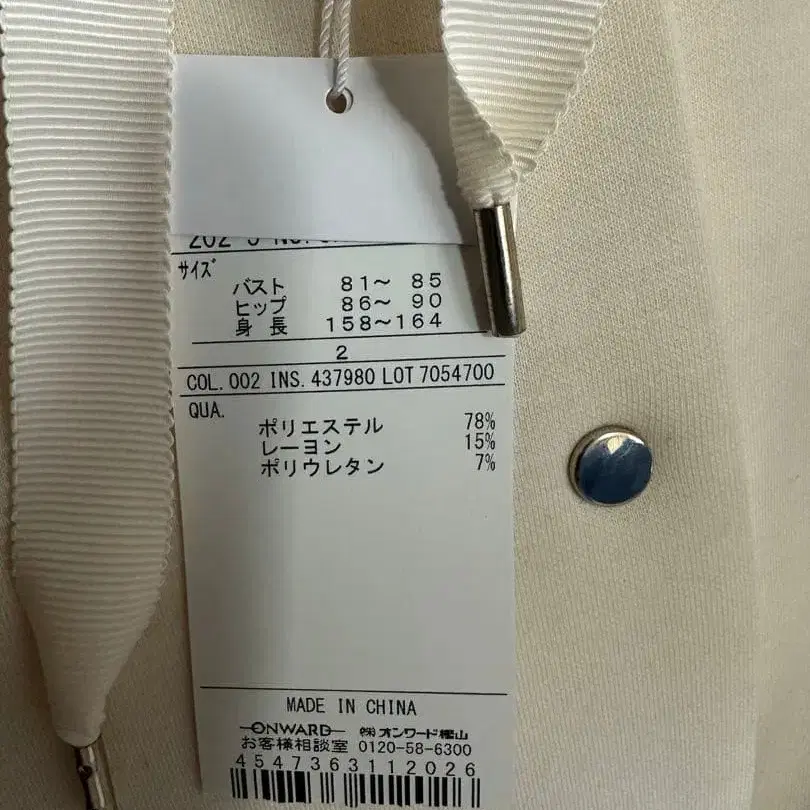 サイズ
バスト 81～ 85
ヒップ 86～ 90
身 長 158～164
2
COL. 002 INS. 437980 LOT 7054700
QUA.
ポリエステル 78%
レーヨン 15%
ポリウレタン 7%
MADE IN CHINA
ONWARD ㈱オンワード樫山
お客様相談室 0120-58-6300
4547363112026